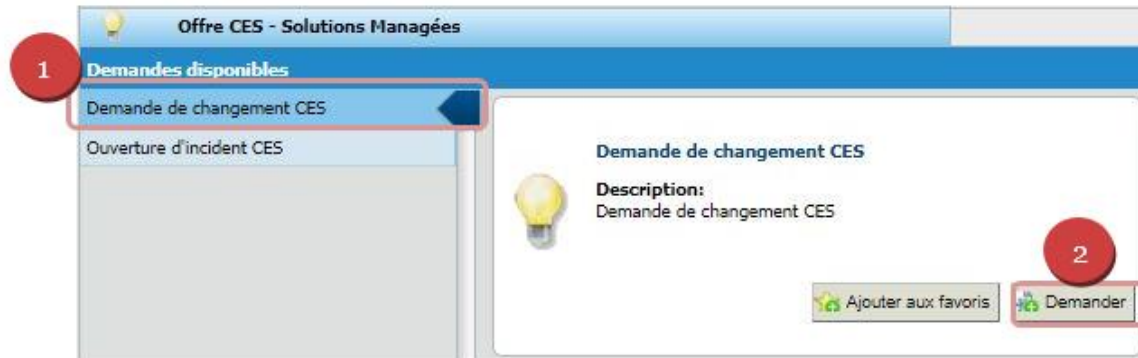 Offre CES - Solutions Managées
1
Demandes disponibles
Demande de changement CES
Ouverture d'incident CES
Demande de changement CES
Description:
Demande de changement CES
2
Ajouter aux favoris
Demander